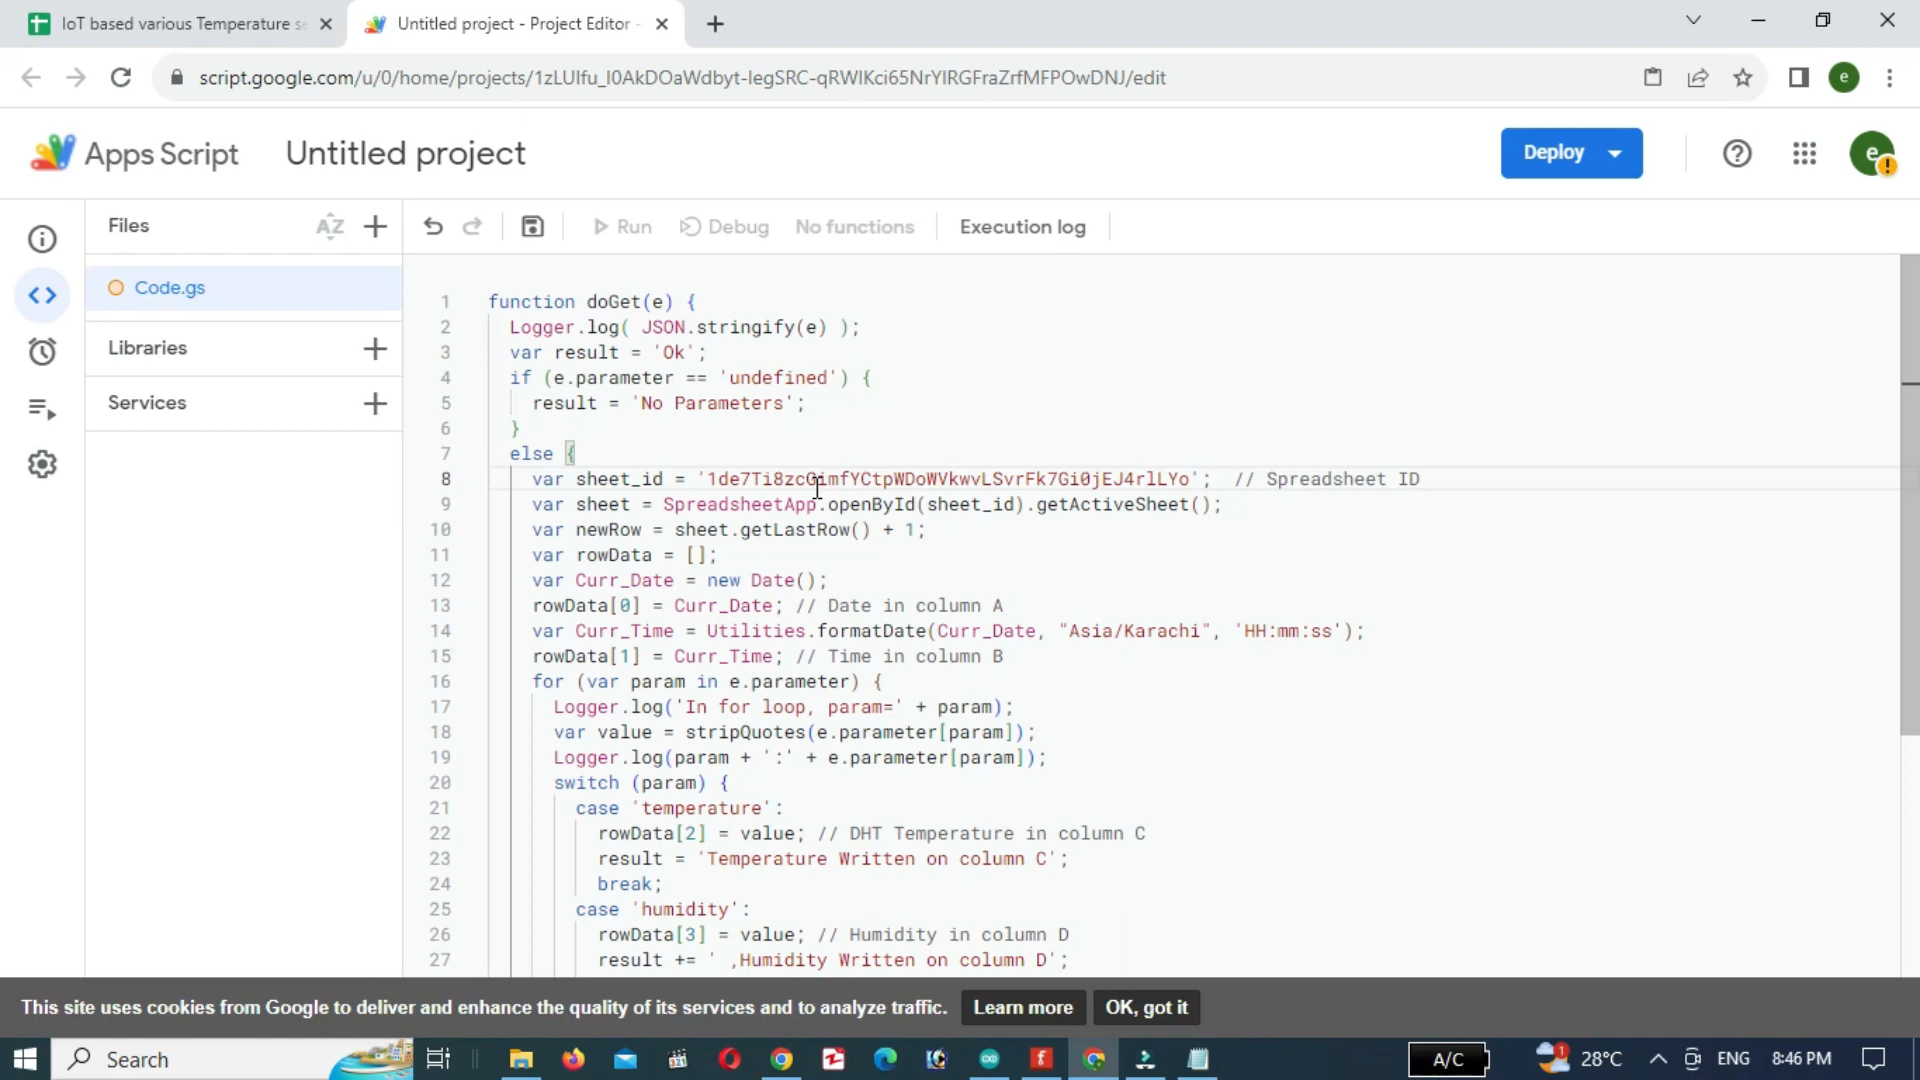 IoT based various Temperature se
Untitled project - Project Editor -
script.google.com/u/0/home/projects/1zLUIfu_l0AkDOaWdbyt-legSRC-qRWlKci65NrYlRGFraZrfMFPOwDNJ/edit
e
Apps Script
Untitled project
Deploy
e
Files
AZ
Run
Debug
No functions
Execution log
Code.gs
Libraries
Services
1 function doGet(e) {
2 Logger.log( JSON.stringify(e) );
3 var result = 'Ok';
4 if (e.parameter == 'undefined') {
5 result = 'No Parameters';
6 }
7 else {
8 var sheet_id = '1de7Ti8zcGimfYCtpWDoWVkwvLSvrFk7Gi0jEJ4rlLYo'; // Spreadsheet ID
9 var sheet = SpreadsheetApp.openById(sheet_id).getActiveSheet();
10 var newRow = sheet.getLastRow() + 1;
11 var rowData = [];
12 var Curr_Date = new Date();
13 rowData[0] = Curr_Date; // Date in column A
14 var Curr_Time = Utilities.formatDate(Curr_Date, "Asia/Karachi", 'HH:mm:ss');
15 rowData[1] = Curr_Time; // Time in column B
16 for (var param in e.parameter) {
17 Logger.log('In for loop, param=' + param);
18 var value = stripQuotes(e.parameter[param]);
19 Logger.log(param + ':' + e.parameter[param]);
20 switch (param) {
21 case 'temperature':
22 rowData[2] = value; // DHT Temperature in column C
23 result = 'Temperature Written on column C';
24 break;
25 case 'humidity':
26 rowData[3] = value; // Humidity in column D
27 result += ' ,Humidity Written on column D';
This site uses cookies from Google to deliver and enhance the quality of its services and to analyze traffic.
Learn more
OK, got it
Search
A/C
1
28°C
ENG
8:46 PM